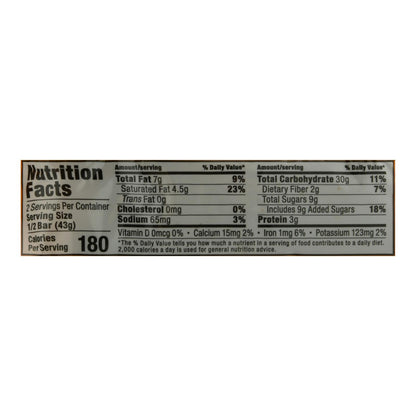 Nutrition
Facts
2 Servings Per Container
Serving Size
1/2 Bar (43g)
Calories
Per Serving 180
Amount/serving % Daily Value*
Total Fat 7g 9%
Saturated Fat 4.5g 23%
Trans Fat 0g
Cholesterol 0mg 0%
Sodium 65mg 3%
Amount/serving % Daily Value*
Total Carbohydrate 30g 11%
Dietary Fiber 2g 7%
Total Sugars 9g
Includes 9g Added Sugars 18%
Protein 3g
Vitamin D 0mcg 0% • Calcium 15mg 2% • Iron 1mg 6% • Potassium 123mg 2%
*The % Daily Value tells you how much a nutrient in a serving of food contributes to a daily diet.
2,000 calories a day is used for general nutrition advice.